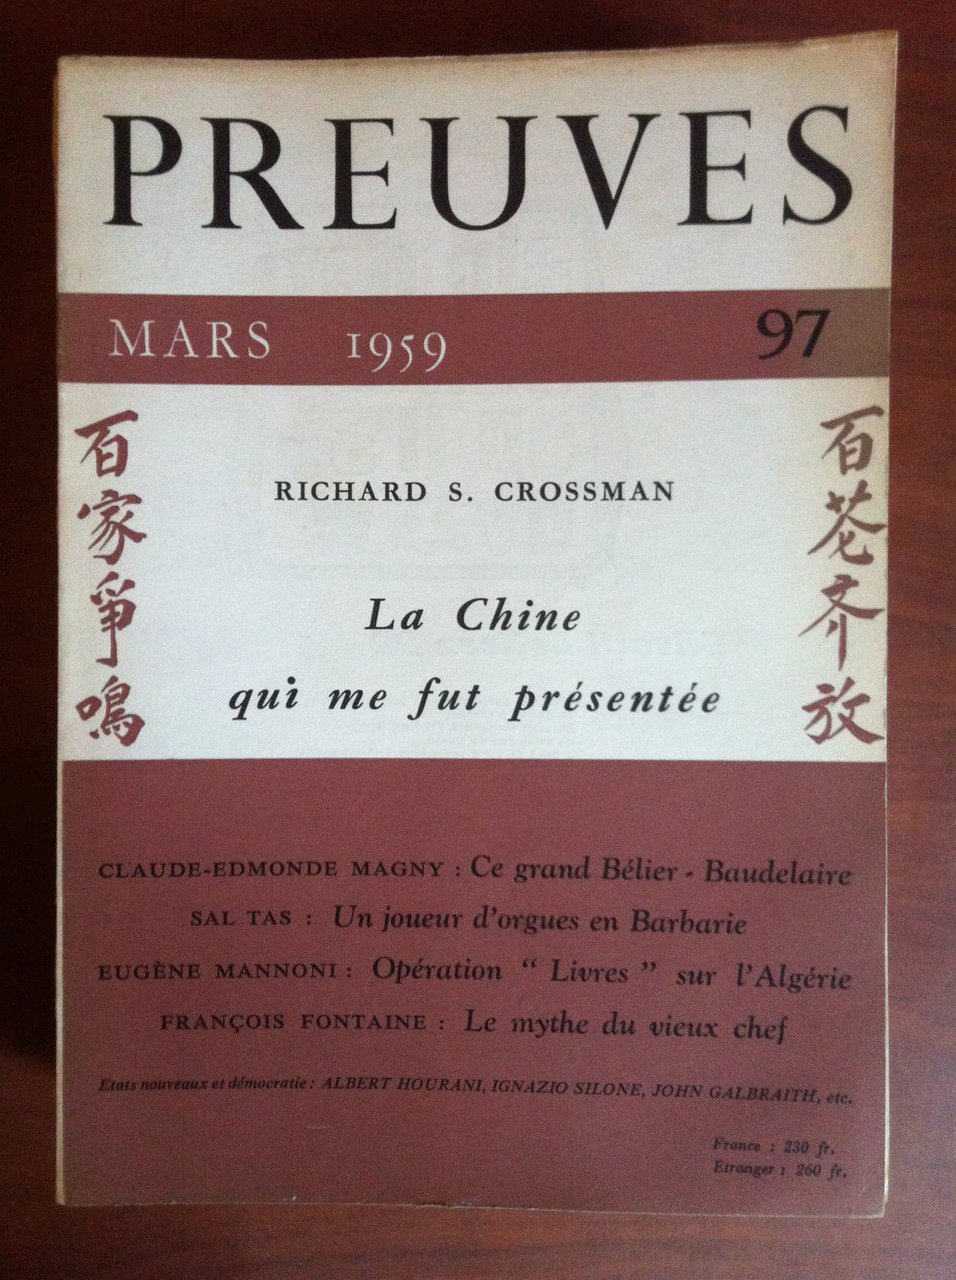 PREUVES
MARS 1959 97
百花齐放
百家爭鳴
RICHARD S. CROSSMAN
La Chine
qui me fut présentée
CLAUDE-EDMONDE MAGNY : Ce grand Bélier - Baudelaire
SAL TAS : Un joueur d'orgues en Barbarie
EUGÈNE MANNONI : Opération " Livres " sur l'Algérie
FRANÇOIS FONTAINE : Le mythe du vieux chef
Etats nouveaux et démocratie : ALBERT HOURANI, IGNAZIO SILONE, JOHN GALBRAITH, etc.
France : 230 fr.
Etranger : 260 fr.